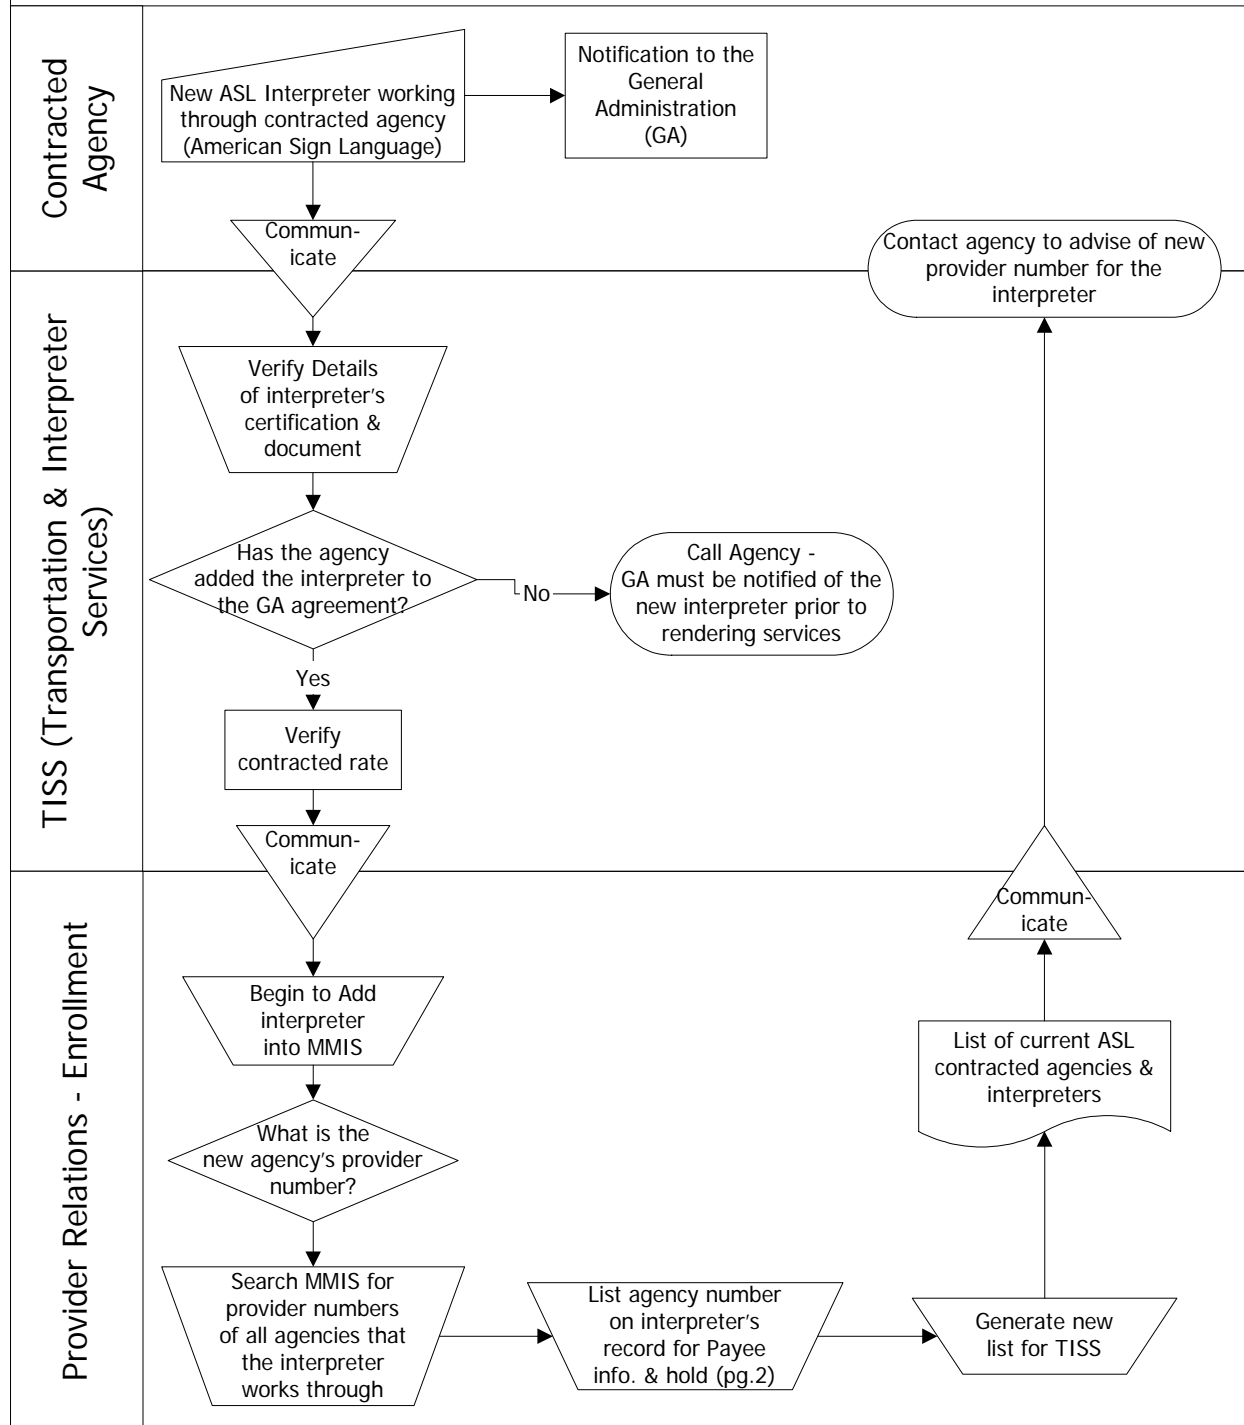 Contracted
Agency
New ASL Interpreter working
through contracted agency
(American Sign Language)
Notification to the
General
Administration
(GA)
Commun-
icate
Contact agency to advise of new
provider number for the
interpreter
TISS (Transportation & Interpreter
Services)
Verify Details
of interpreter's
certification &
document
Has the agency
added the interpreter to
the GA agreement?
No
Call Agency -
GA must be notified of the
new interpreter prior to
rendering services
Yes
Verify
contracted rate
Commun-
icate
Provider Relations - Enrollment
Begin to Add
interpreter
into MMIS
What is the
new agency's provider
number?
Search MMIS for
provider numbers
of all agencies that
the interpreter
works through
List agency number
on interpreter's
record for Payee
info. & hold (pg.2)
Generate new
list for TISS
List of current ASL
contracted agencies &
interpreters
Commun-
icate